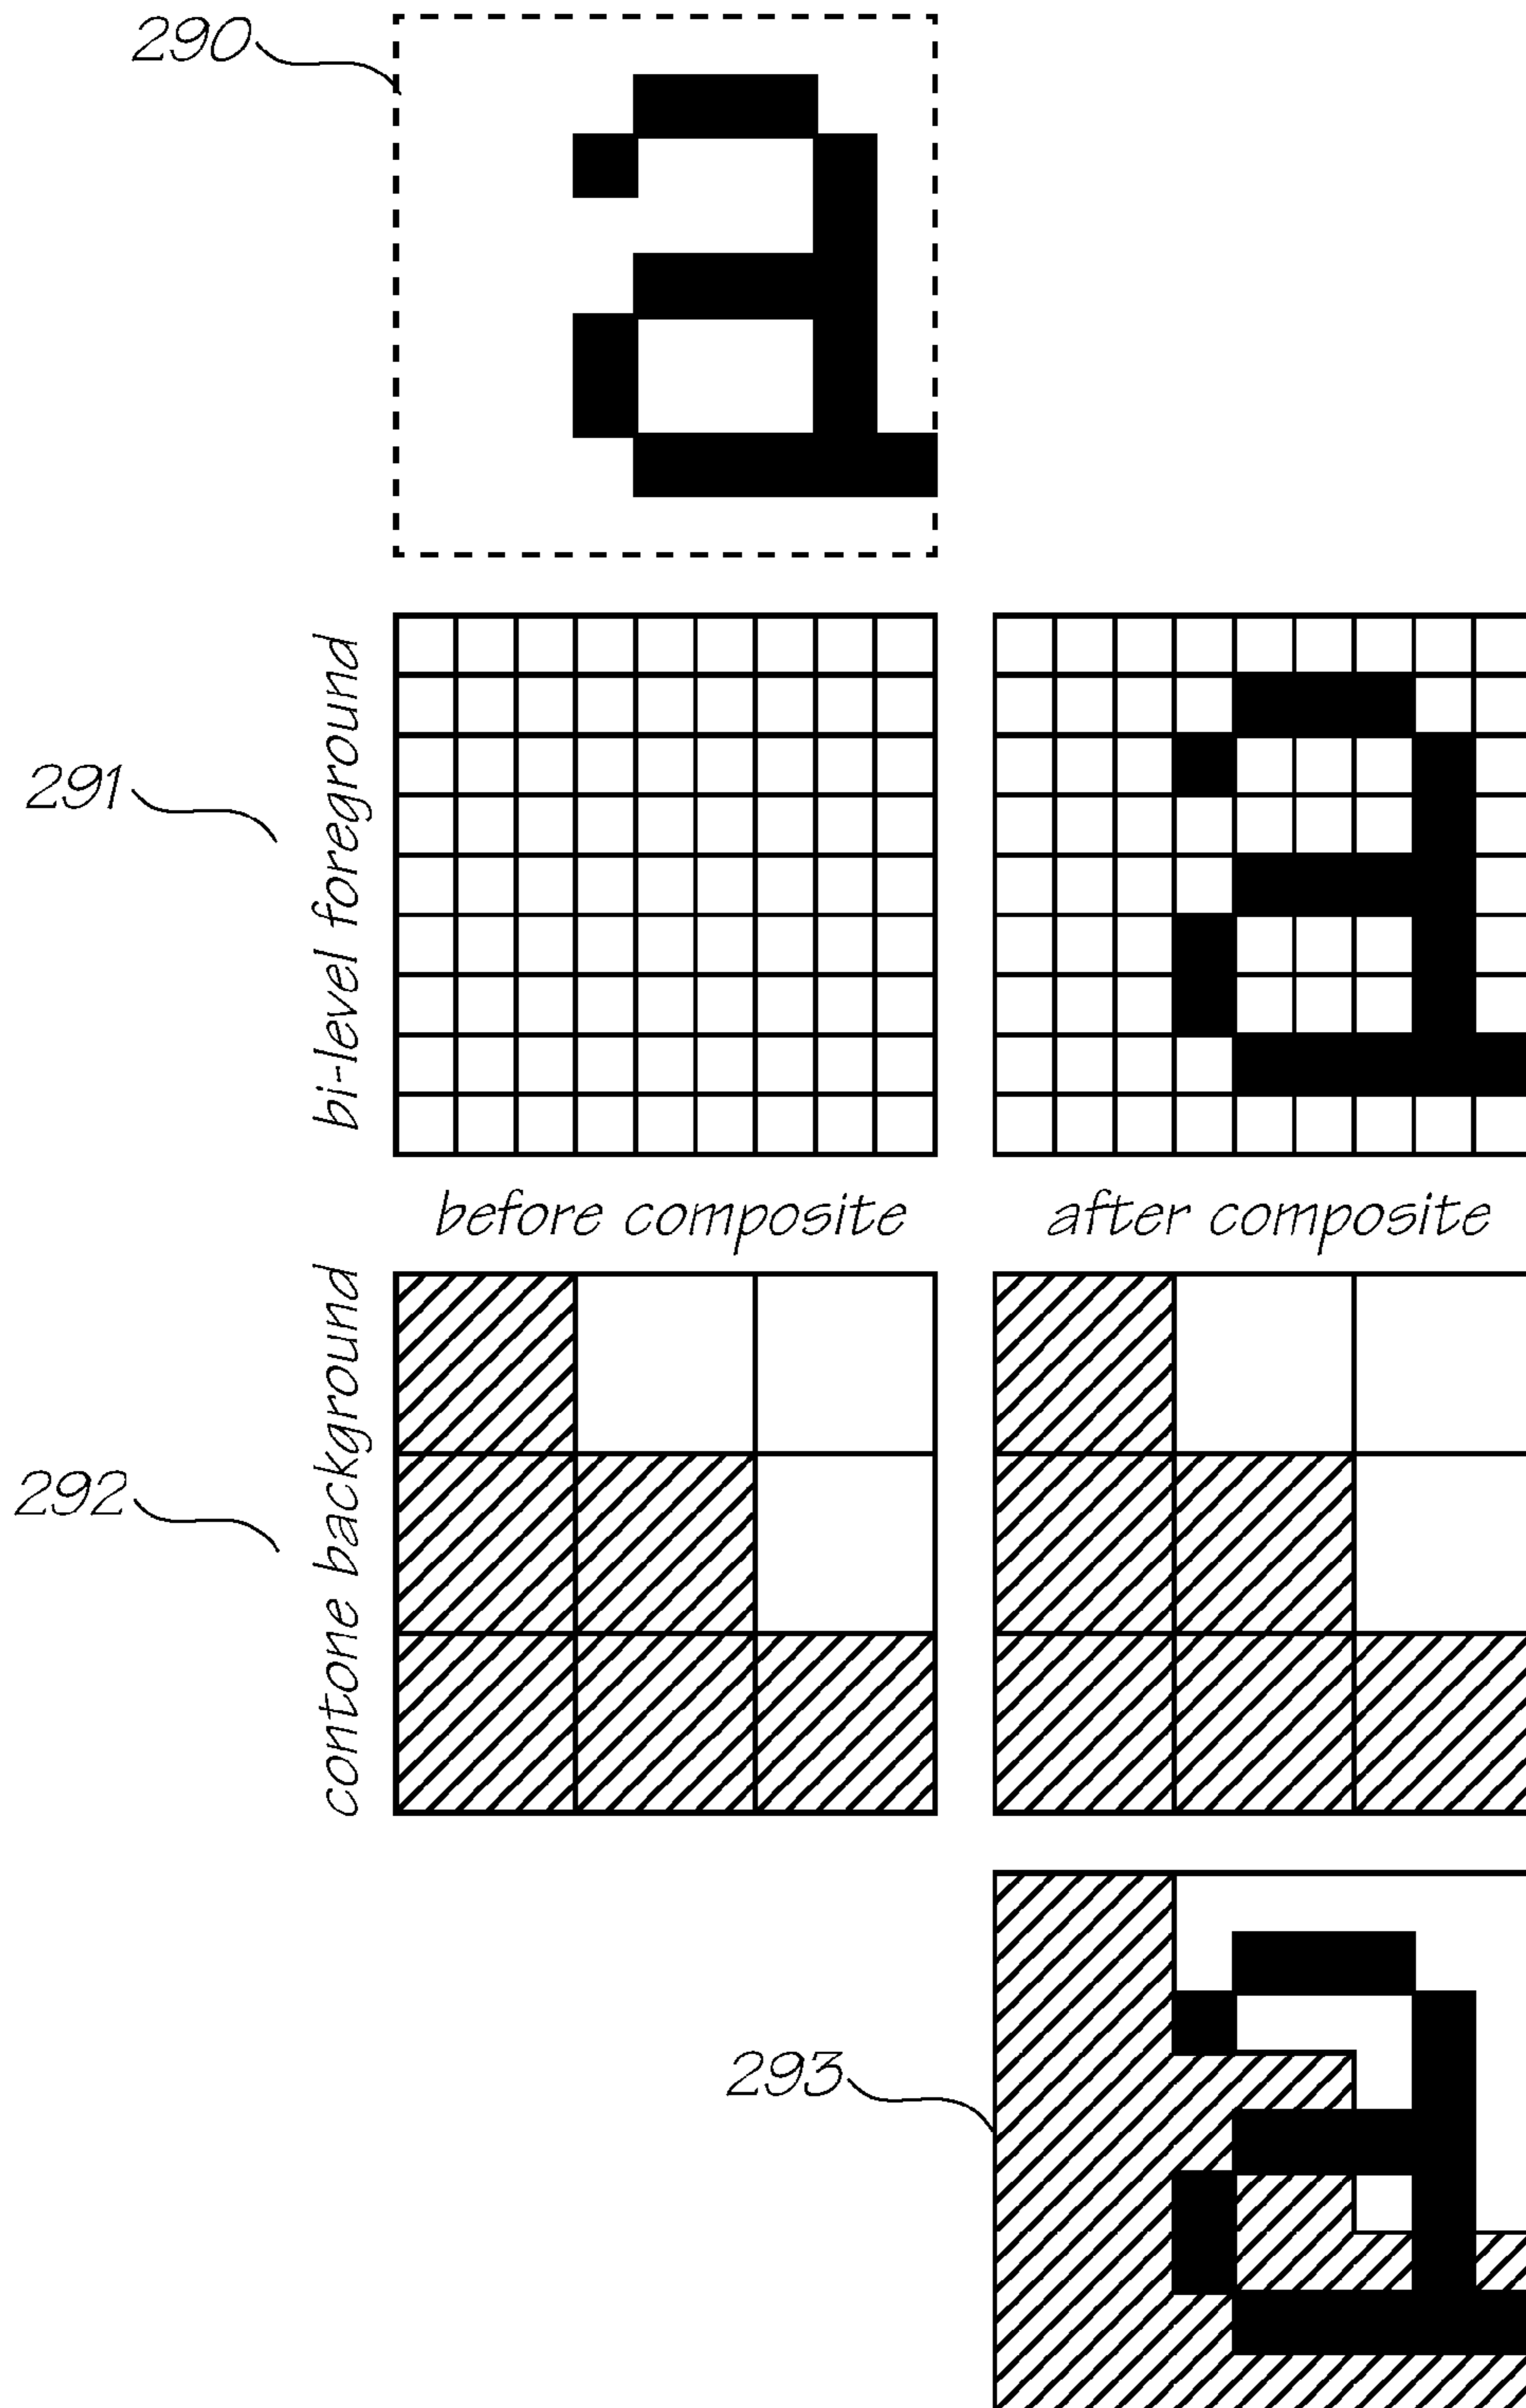 290
a
291
bi-level foreground
a
before composite
after composite
292
contone background
293
a